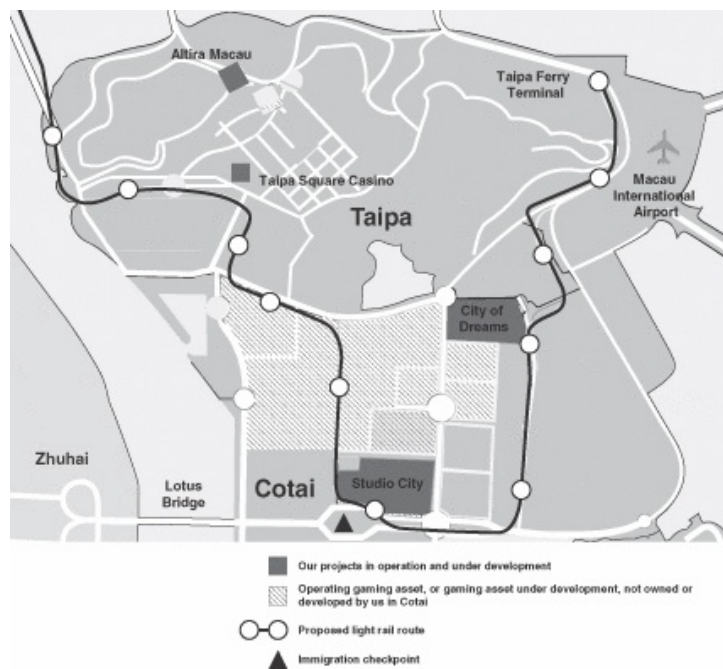 Altira Macau
Taipa Ferry
Terminal
Taipa Square Casino
Macau
International
Airport
Taipa
City of
Dreams
Zhuhai
Lotus
Bridge
Cotai
Studio City
Our projects in operation and under development
Operating gaming asset, or gaming asset under development, not owned or
developed by us in Cotai
Proposed light rail route
Immigration checkpoint